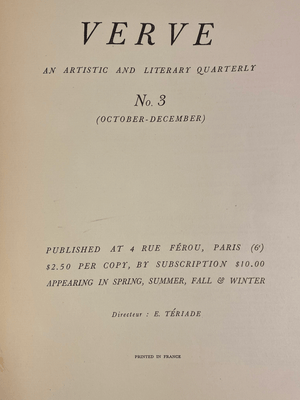 VERVE
AN ARTISTIC AND LITERARY QUARTERLY
No. 3
(OCTOBER-DECEMBER)
PUBLISHED AT 4 RUE FÉROU, PARIS (6e)
$2.50 PER COPY, BY SUBSCRIPTION $10.00
APPEARING IN SPRING, SUMMER, FALL & WINTER
Directeur : E. TÉRIADE
PRINTED IN FRANCE